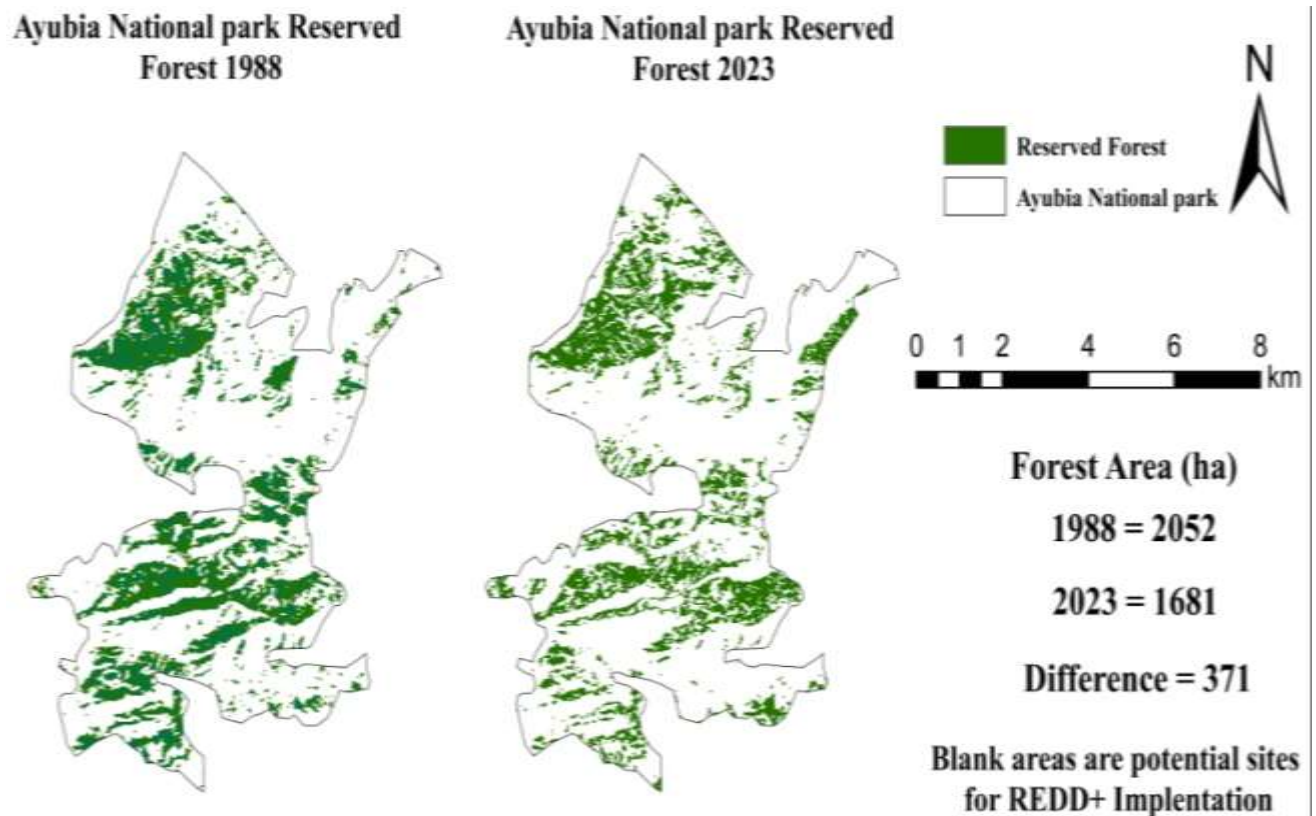 Ayubia National park Reserved
Forest 1988
Ayubia National park Reserved
Forest 2023
N
Reserved Forest
Ayubia National park
0 1 2 4 6 8
km
Forest Area (ha)
1988 = 2052
2023 = 1681
Difference = 371
Blank areas are potential sites
for REDD+ Implentation